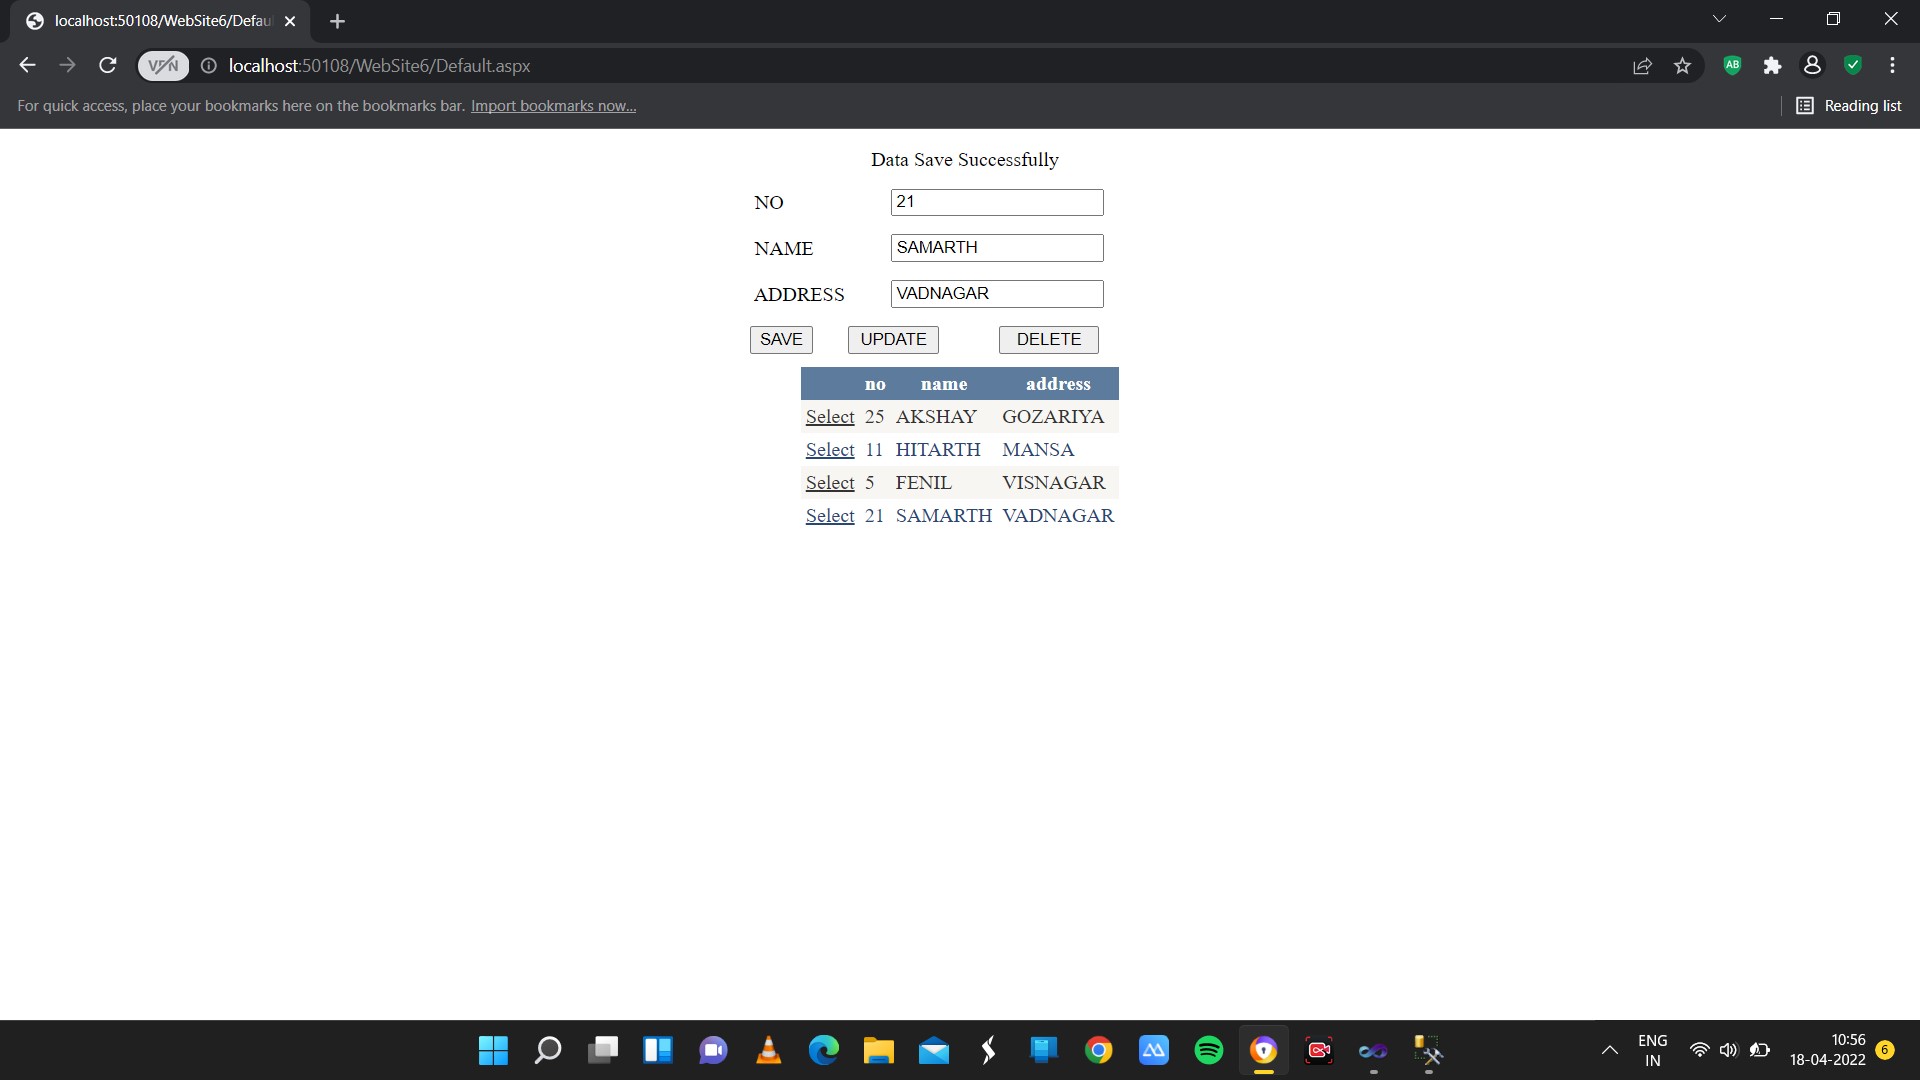 localhost:50108/WebSite6/Defau
VPN
localhost:50108/WebSite6/Default.aspx
AB
For quick access, place your bookmarks here on the bookmarks bar. Import bookmarks now...
Reading list
Data Save Successfully
NO 21
NAME SAMARTH
ADDRESS VADNAGAR
SAVE UPDATE DELETE
no name address
Select 25 AKSHAY GOZARIYA
Select 11 HITARTH MANSA
Select 5 FENIL VISNAGAR
Select 21 SAMARTH VADNAGAR
ENG
IN
10:56
18-04-2022
6